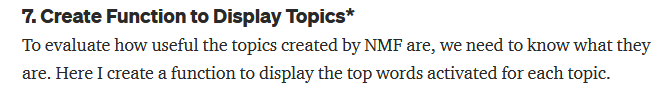 7. Create Function to Display Topics*
To evaluate how useful the topics created by NMF are, we need to know what they
are. Here I create a function to display the top words activated for each topic.